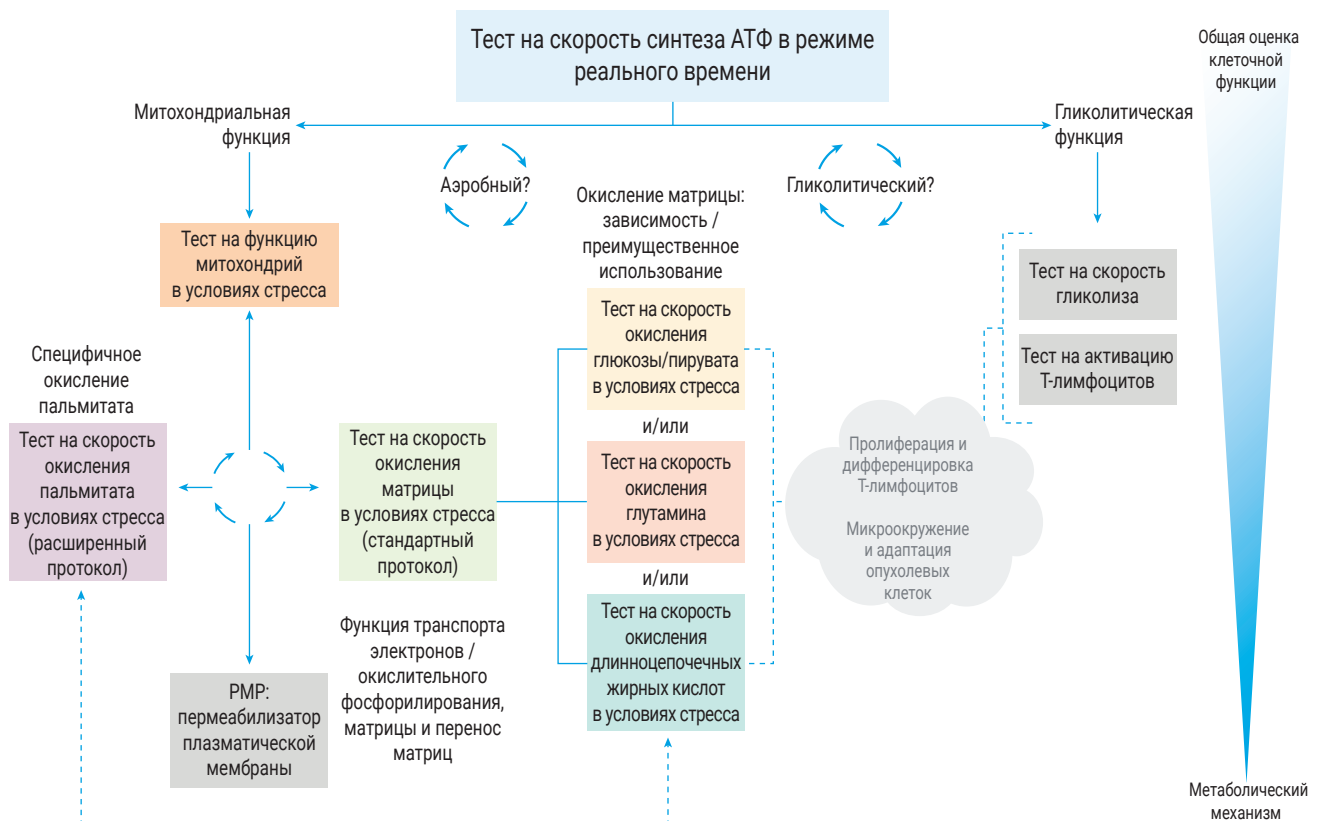 Тест на скорость синтеза АТФ в режиме
реального времени
Общая оценка
клеточной
функции
Митохондриальная
функция
Гликолитическая
функция
Аэробный?
Гликолитический?
Окисление матрицы:
зависимость /
преимущественное
использование
Тест на функцию
митохондрий
в условиях стресса
Тест на скорость
гликолиза
Тест на активацию
Т-лимфоцитов
Специфичное
окисление
пальмитата
Тест на скорость
окисления
пальмитата
в условиях стресса
(расширенный
протокол)
Тест на скорость
окисления
матрицы
в условиях стресса
(стандартный
протокол)
Тест на скорость
окисления
глюкозы/пирувата
в условиях стресса
и/или
Тест на скорость
окисления
глутамина
в условиях стресса
и/или
Тест на скорость
окисления
длинноцепочечных
жирных кислот
в условиях стресса
Пролиферация и
дифференцировка
Т-лимфоцитов
Микроокружение
и адаптация
опухолевых
клеток
PMP:
пермеабилизатор
плазматической
мембраны
Функция транспорта
электронов /
окислительного
фосфорилирования,
матрицы и перенос
матриц
Метаболический
механизм